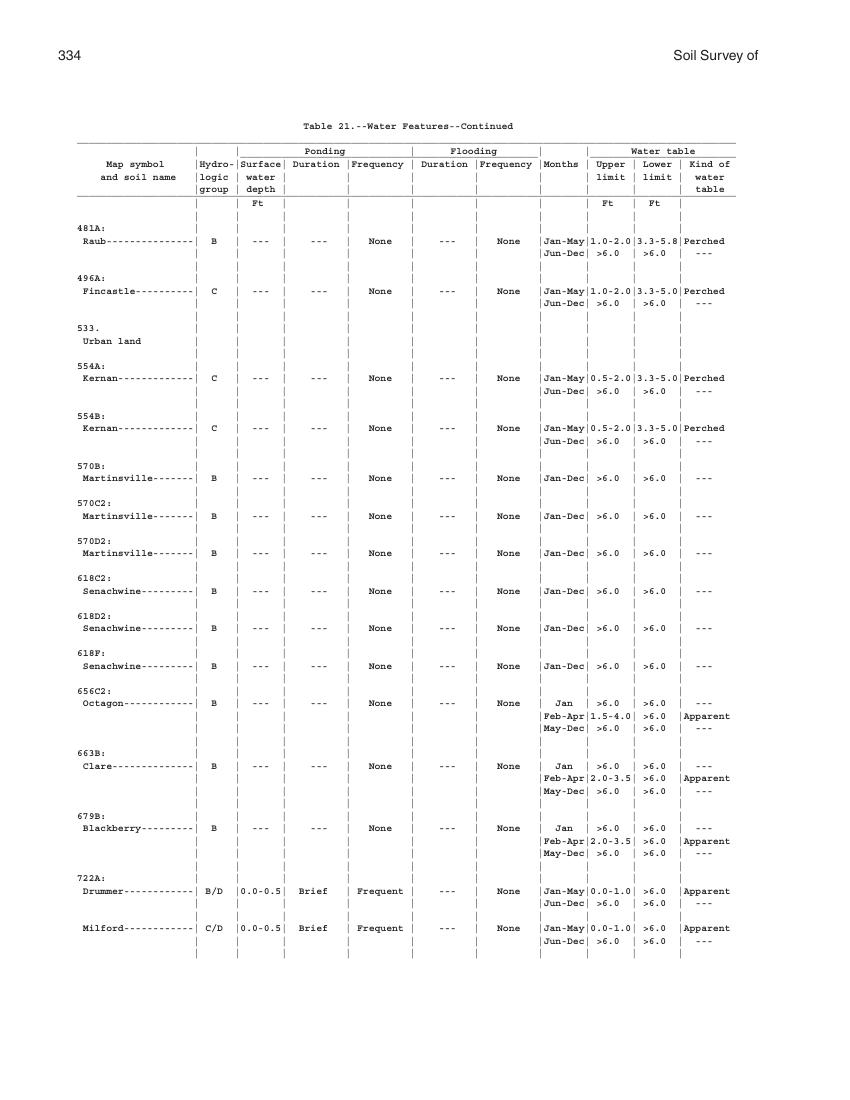 334
Soil Survey of
Table 21.--Water Features--Continued
Ponding | Flooding | | Water table
Map symbol |Hydro-|Surface| Duration |Frequency | Duration |Frequency |Months | Upper | Lower | Kind of
and soil name |logic | water | | | | | | limit | limit | water
|group | depth | | | | | | | | table
| | Ft | | | | | | Ft | Ft |
481A:
Raub---------------| B | --- | --- | None | --- | None |Jan-May|1.0-2.0|3.3-5.8|Perched
|Jun-Dec| >6.0 | >6.0 | ---
496A:
Fincastle----------| C | --- | --- | None | --- | None |Jan-May|1.0-2.0|3.3-5.0|Perched
|Jun-Dec| >6.0 | >6.0 | ---
533.
Urban land
554A:
Kernan-------------| C | --- | --- | None | --- | None |Jan-May|0.5-2.0|3.3-5.0|Perched
|Jun-Dec| >6.0 | >6.0 | ---
554B:
Kernan-------------| C | --- | --- | None | --- | None |Jan-May|0.5-2.0|3.3-5.0|Perched
|Jun-Dec| >6.0 | >6.0 | ---
570B:
Martinsville-------| B | --- | --- | None | --- | None |Jan-Dec| >6.0 | >6.0 | ---
570C2:
Martinsville-------| B | --- | --- | None | --- | None |Jan-Dec| >6.0 | >6.0 | ---
570D2:
Martinsville-------| B | --- | --- | None | --- | None |Jan-Dec| >6.0 | >6.0 | ---
618C2:
Senachwine---------| B | --- | --- | None | --- | None |Jan-Dec| >6.0 | >6.0 | ---
618D2:
Senachwine---------| B | --- | --- | None | --- | None |Jan-Dec| >6.0 | >6.0 | ---
618F:
Senachwine---------| B | --- | --- | None | --- | None |Jan-Dec| >6.0 | >6.0 | ---
656C2:
Octagon------------| B | --- | --- | None | --- | None | Jan | >6.0 | >6.0 | ---
|Feb-Apr|1.5-4.0| >6.0 |Apparent
|May-Dec| >6.0 | >6.0 | ---
663B:
Clare--------------| B | --- | --- | None | --- | None | Jan | >6.0 | >6.0 | ---
|Feb-Apr|2.0-3.5| >6.0 |Apparent
|May-Dec| >6.0 | >6.0 | ---
679B:
Blackberry---------| B | --- | --- | None | --- | None | Jan | >6.0 | >6.0 | ---
|Feb-Apr|2.0-3.5| >6.0 |Apparent
|May-Dec| >6.0 | >6.0 | ---
722A:
Drummer------------| B/D |0.0-0.5| Brief | Frequent | --- | None |Jan-May|0.0-1.0| >6.0 |Apparent
|Jun-Dec| >6.0 | >6.0 | ---
Milford------------| C/D |0.0-0.5| Brief | Frequent | --- | None |Jan-May|0.0-1.0| >6.0 |Apparent
|Jun-Dec| >6.0 | >6.0 | ---